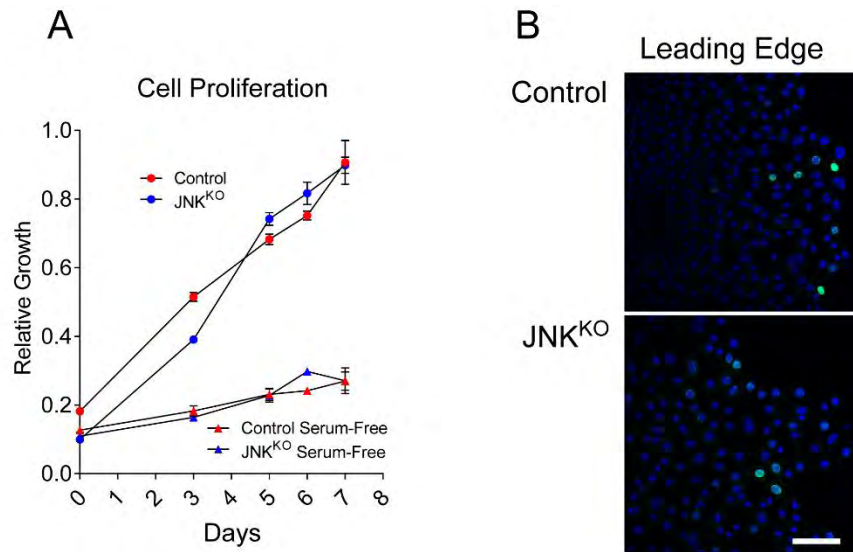 A
Cell Proliferation
Relative Growth
1.0
0.8
0.6
0.4
0.2
0.0
Control
JNKKO
Control Serum-Free
JNKKO Serum-Free
0 1 2 3 4 5 6 7 8
Days
B
Leading Edge
Control
JNKKO